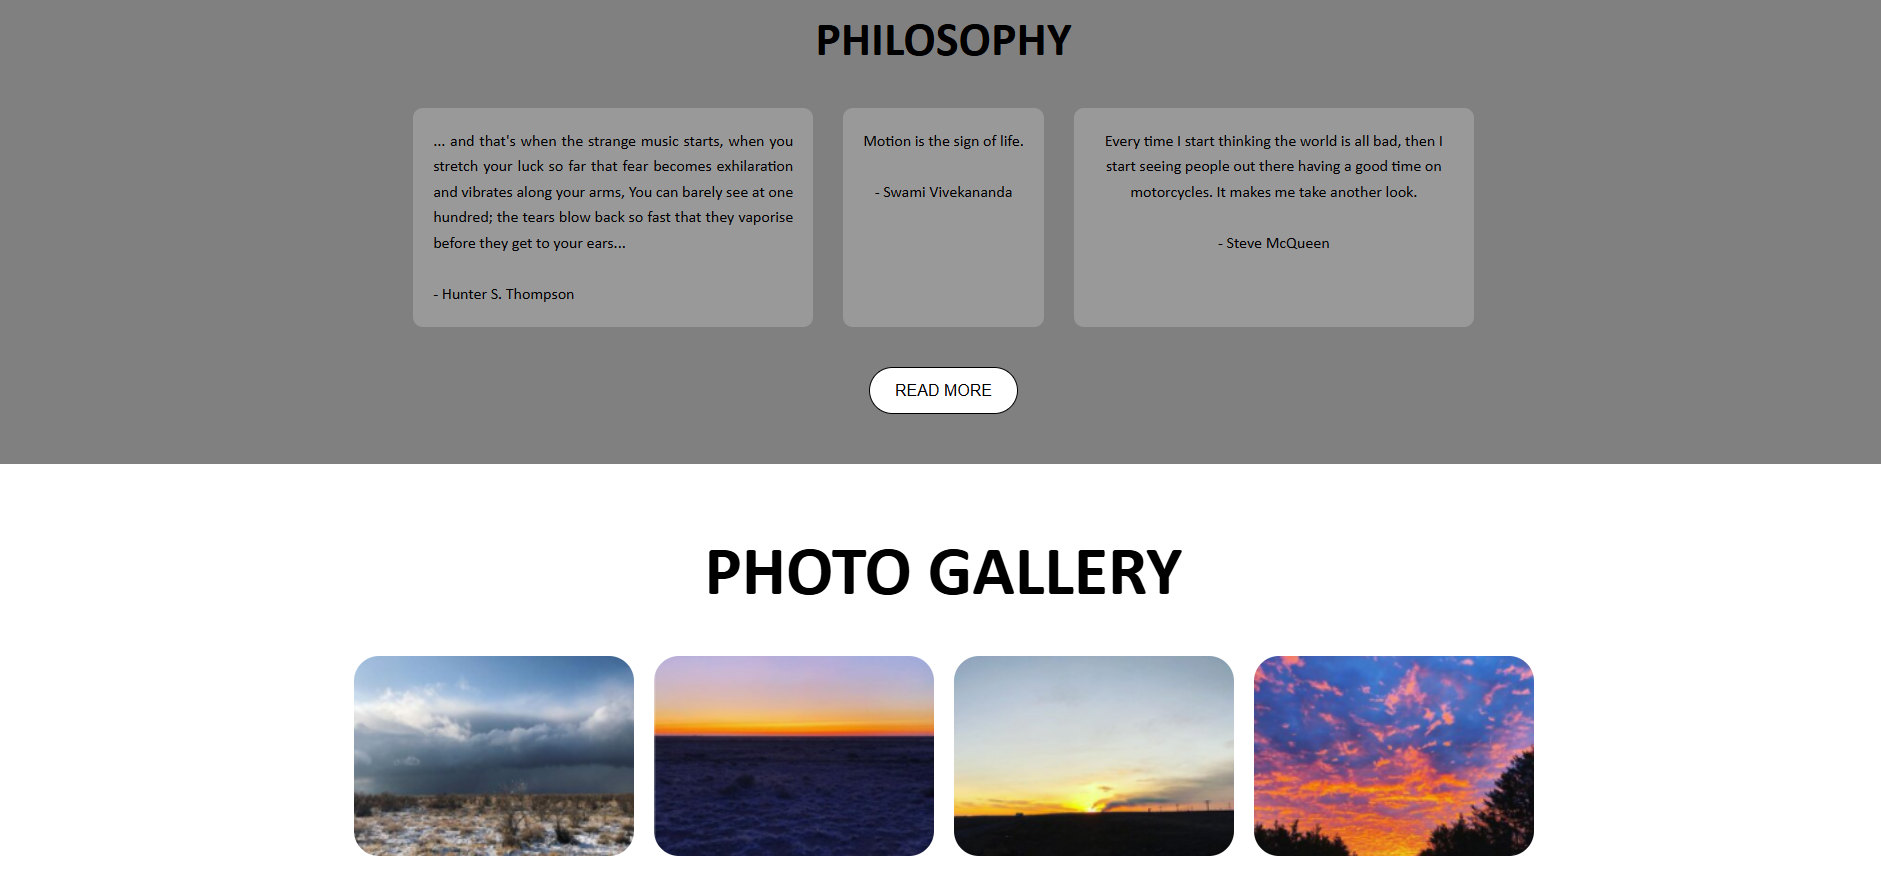 PHILOSOPHY
... and that's when the strange music starts, when you
stretch your luck so far that fear becomes exhilaration
and vibrates along your arms, You can barely see at one
hundred; the tears blow back so fast that they vaporise
before they get to your ears...
- Hunter S. Thompson
Motion is the sign of life.
- Swami Vivekananda
Every time I start thinking the world is all bad, then I
start seeing people out there having a good time on
motorcycles. It makes me take another look.
- Steve McQueen
READ MORE
PHOTO GALLERY